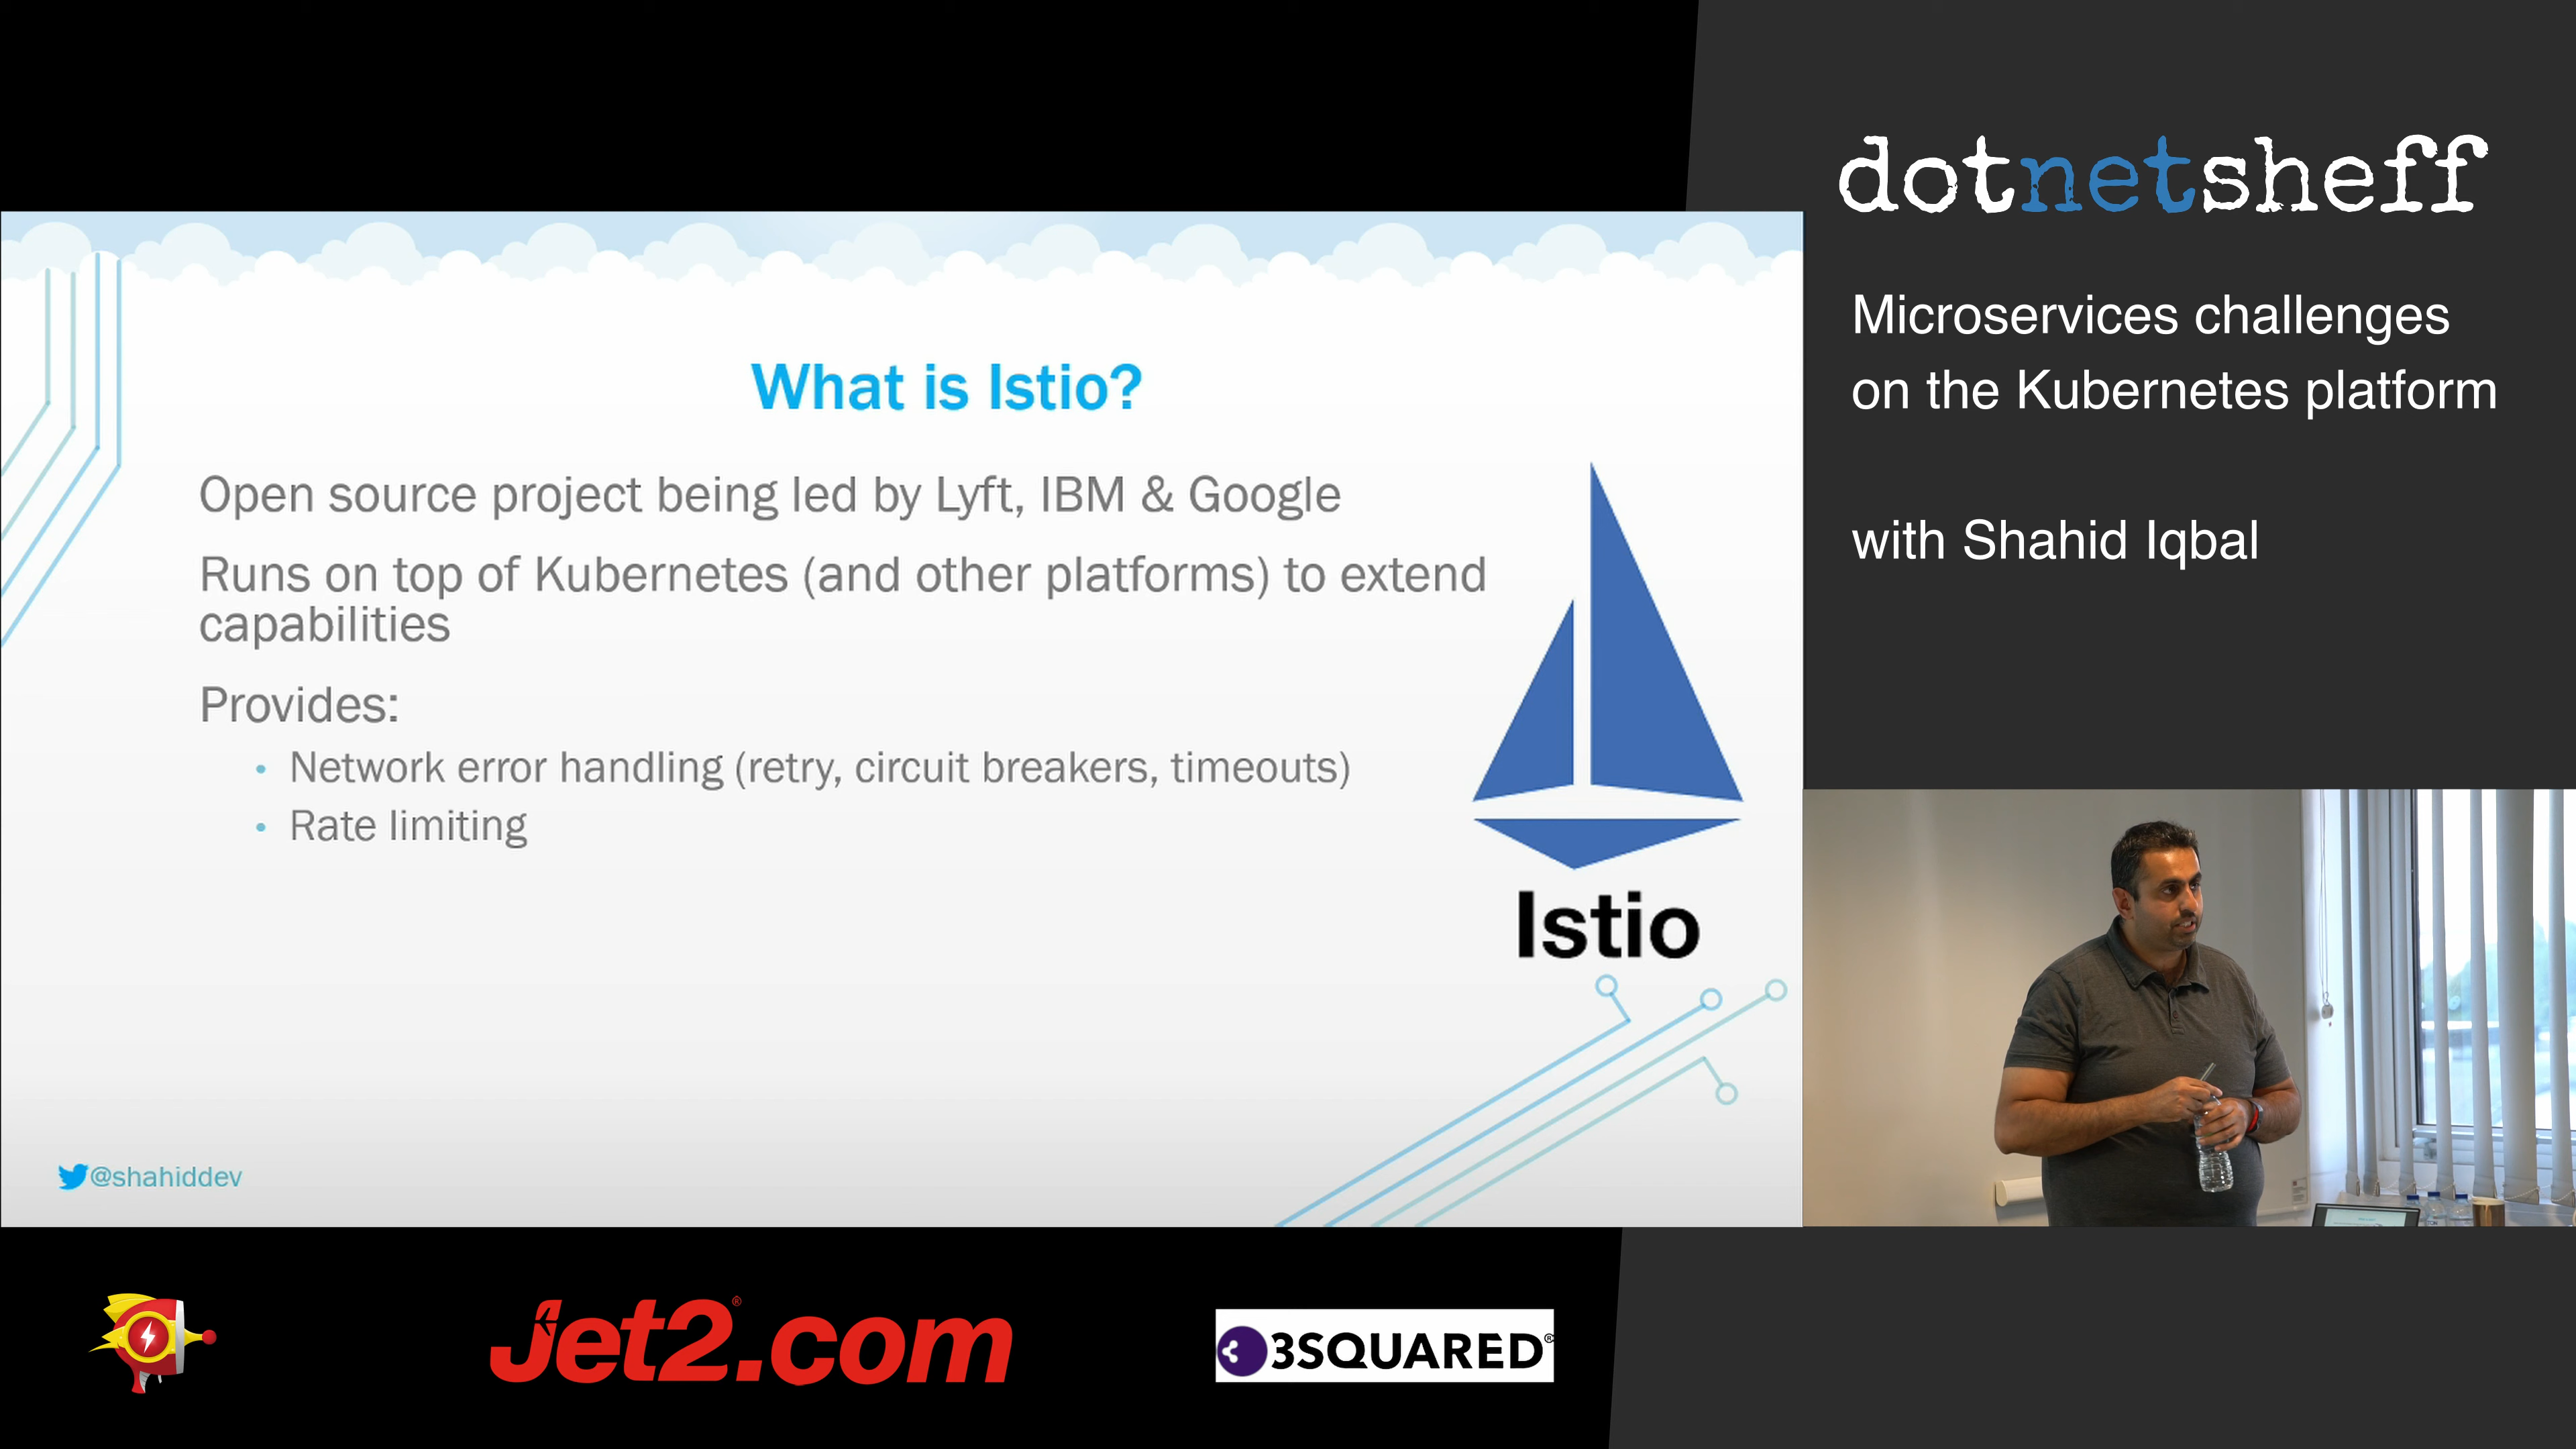 dotnetsheff
Microservices challenges
on the Kubernetes platform
with Shahid Iqbal
What is Istio?
Open source project being led by Lyft, IBM & Google
Runs on top of Kubernetes (and other platforms) to extend
capabilities
Provides:
• Network error handling (retry, circuit breakers, timeouts)
• Rate limiting
Istio
@shahiddev
Jet2.com®
3SQUARED®